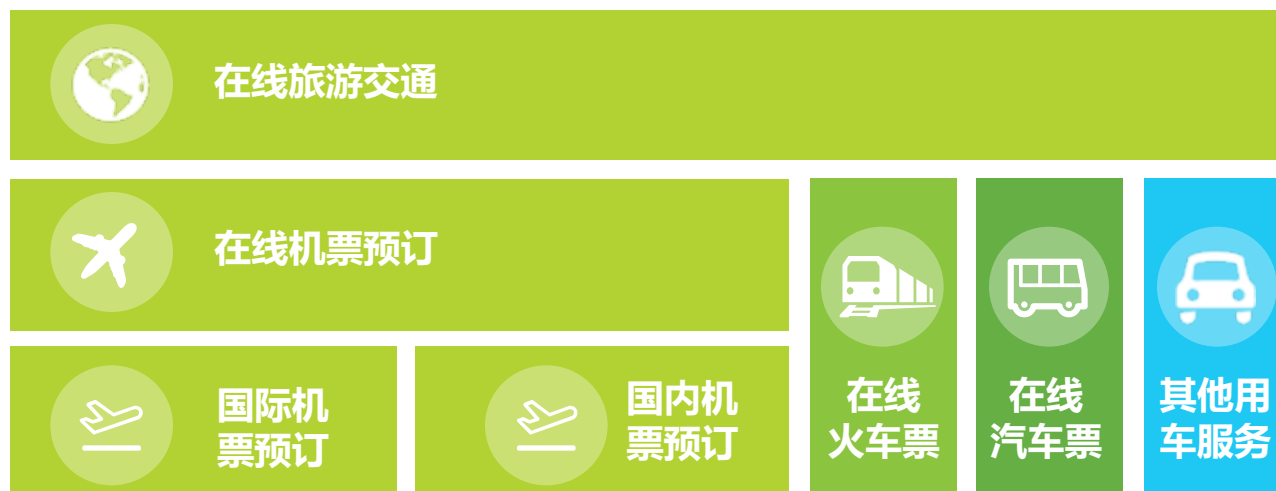 在线旅游交通
在线机票预订
国际机
票预订
国内机
票预订
在线
火车票
在线
汽车票
其他用
车服务